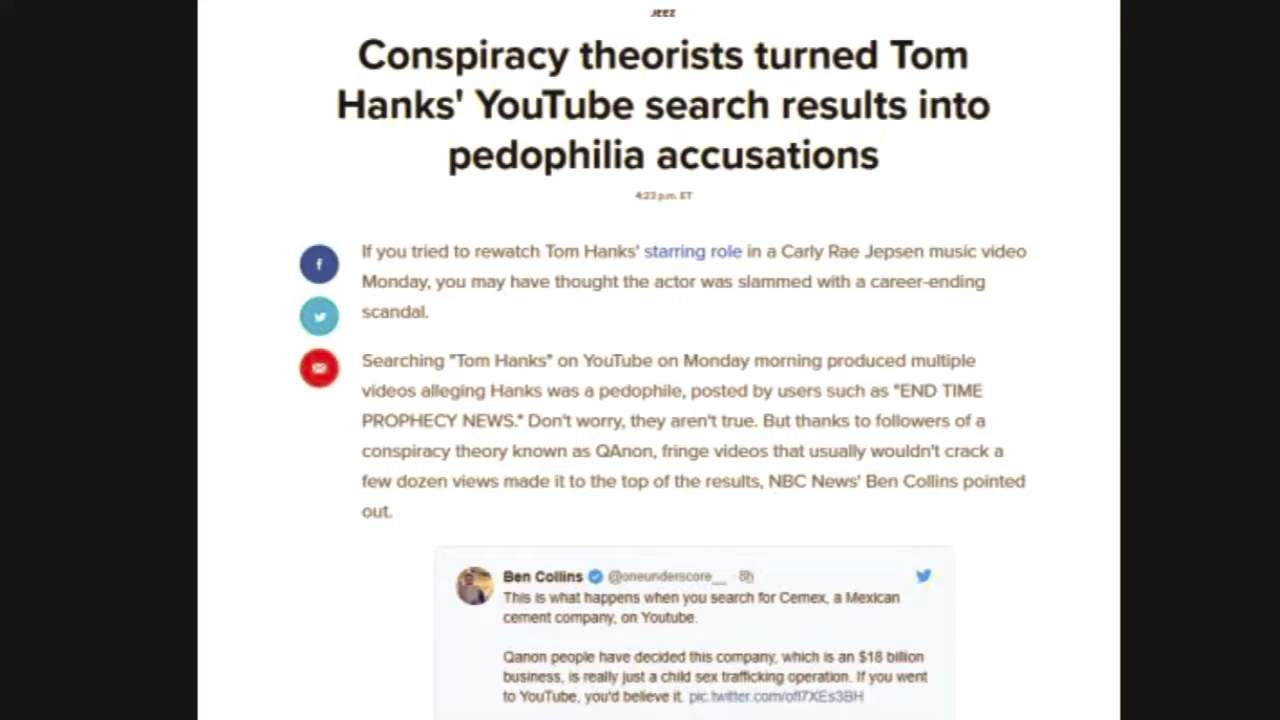 JEEZ
Conspiracy theorists turned Tom
Hanks' YouTube search results into
pedophilia accusations
4:23 p.m. ET
If you tried to rewatch Tom Hanks' starring role in a Carly Rae Jepsen music video
Monday, you may have thought the actor was slammed with a career-ending
scandal.
Searching "Tom Hanks" on YouTube on Monday morning produced multiple
videos alleging Hanks was a pedophile, posted by users such as "END TIME
PROPHECY NEWS." Don't worry, they aren't true. But thanks to followers of a
conspiracy theory known as QAnon, fringe videos that usually wouldn't crack a
few dozen views made it to the top of the results, NBC News' Ben Collins pointed
out.
Ben Collins @oneunderscore__ · 8h
This is what happens when you search for Cemex, a Mexican
cement company, on Youtube.
Qanon people have decided this company, which is an $18 billion
business, is really just a child sex trafficking operation. If you went
to YouTube, you'd believe it. pic.twitter.com/ofI7XEs3BH